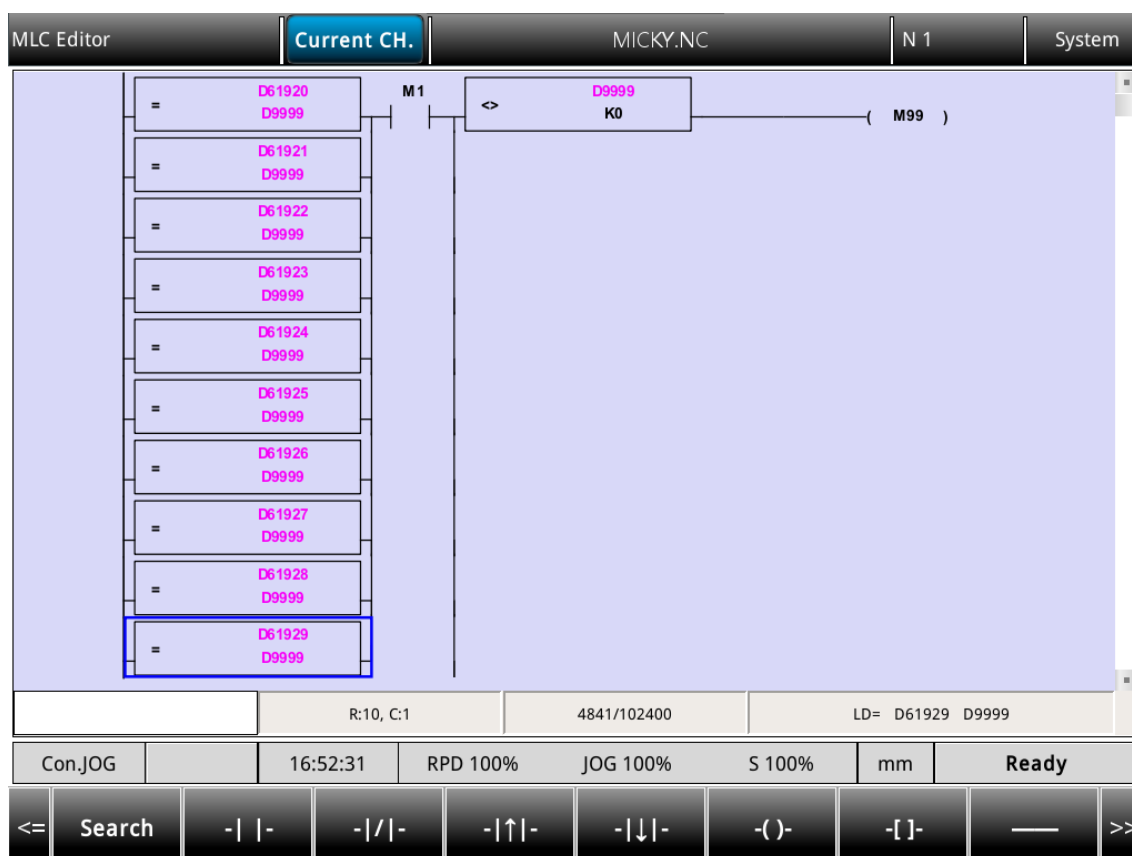 MLC Editor Current CH. MICKY.NC N 1 System
= D61920 D9999 M1 <> D9999 K0 ( M99 )
= D61921 D9999
= D61922 D9999
= D61923 D9999
= D61924 D9999
= D61925 D9999
= D61926 D9999
= D61927 D9999
= D61928 D9999
= D61929 D9999
R:10, C:1 4841/102400 LD= D61929 D9999
Con.JOG 16:52:31 RPD 100% JOG 100% S 100% mm Ready
<= Search -| |- -|/|- -|↑|- -|↓|- -( )- -[ ]- —— >>